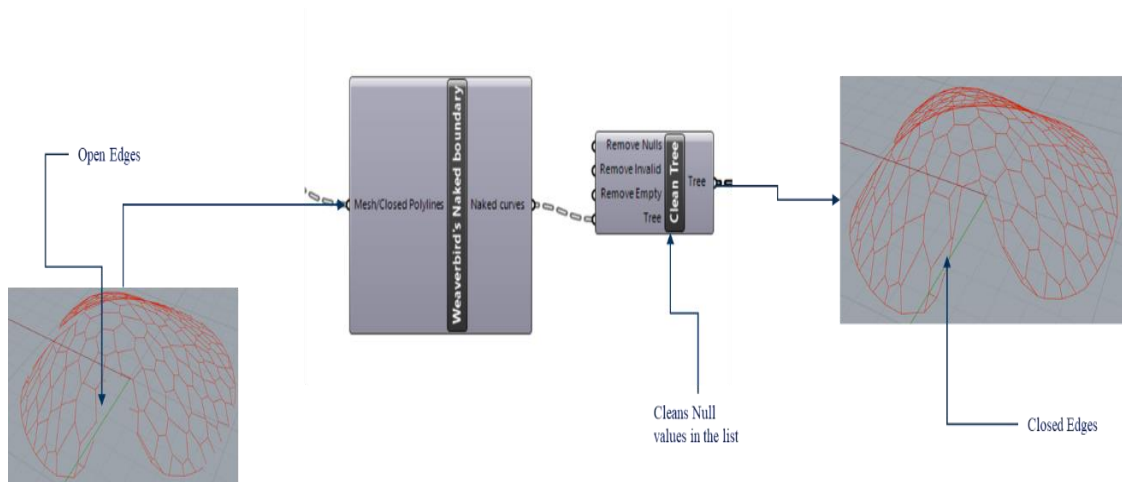 Open Edges
Mesh/Closed Polylines
Weaverbird's Naked boundary
Naked curves
Remove Nulls
Remove Invalid
Remove Empty
Tree
Clean Tree
Tree
Cleans Null
values in the list
Closed Edges